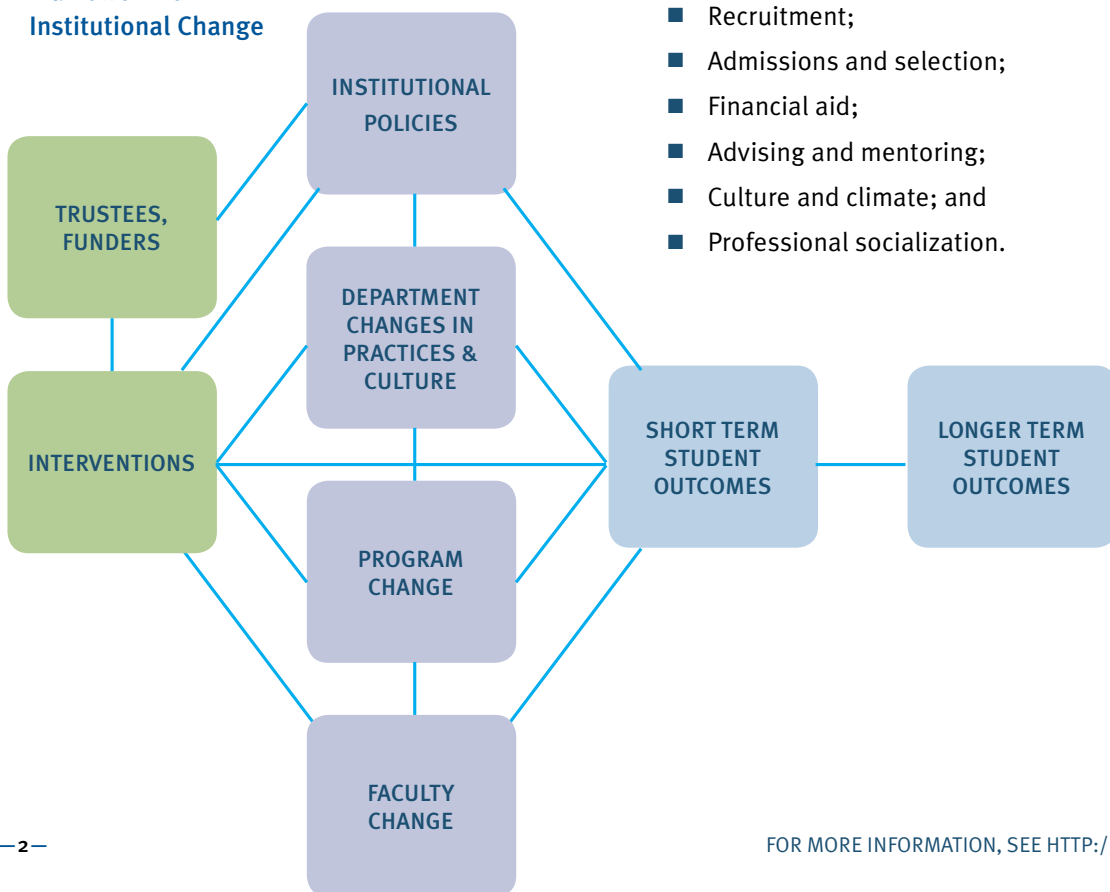 Institutional Change
INSTITUTIONAL
POLICIES
TRUSTEES,
FUNDERS
DEPARTMENT
CHANGES IN
PRACTICES &
CULTURE
INTERVENTIONS
PROGRAM
CHANGE
FACULTY
CHANGE
SHORT TERM
STUDENT
OUTCOMES
LONGER TERM
STUDENT
OUTCOMES
■ Recruitment;
■ Admissions and selection;
■ Financial aid;
■ Advising and mentoring;
■ Culture and climate; and
■ Professional socialization.
—2—
FOR MORE INFORMATION, SEE HTTP:/